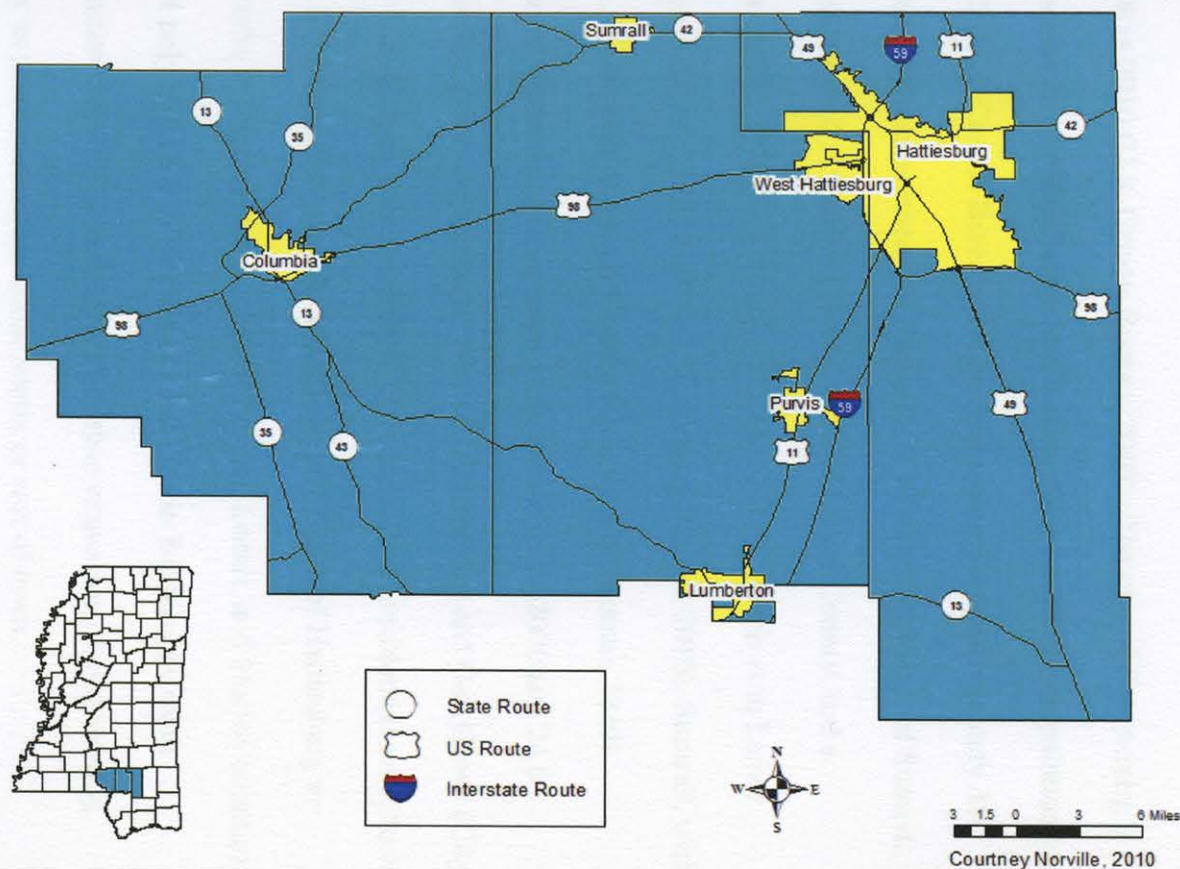 Sumrall
42
49
59
11
13
35
42
Hattiesburg
West Hattiesburg
98
Columbia
98
13
98
Purvis
59
49
35
43
11
Lumberton
13
State Route
US Route
Interstate Route
N
W
E
S
3 1.5 0 3 6 Miles
Courtney Norville, 2010